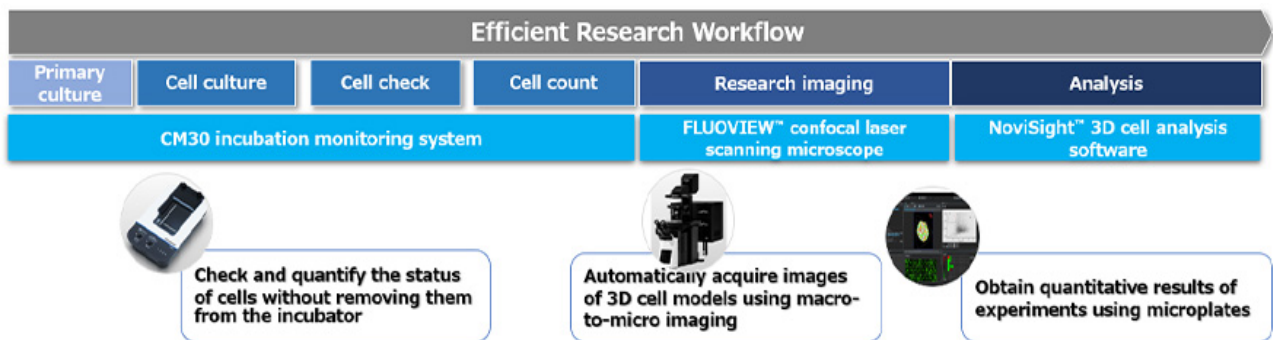 Efficient Research Workflow
Primary
culture
Cell culture
Cell check
Cell count
Research imaging
Analysis
CM30 incubation monitoring system
FLUOVIEW™ confocal laser
scanning microscope
NoviSight™ 3D cell analysis
software
Check and quantify the status
of cells without removing them
from the incubator
Automatically acquire images
of 3D cell models using macro-
to-micro imaging
Obtain quantitative results of
experiments using microplates